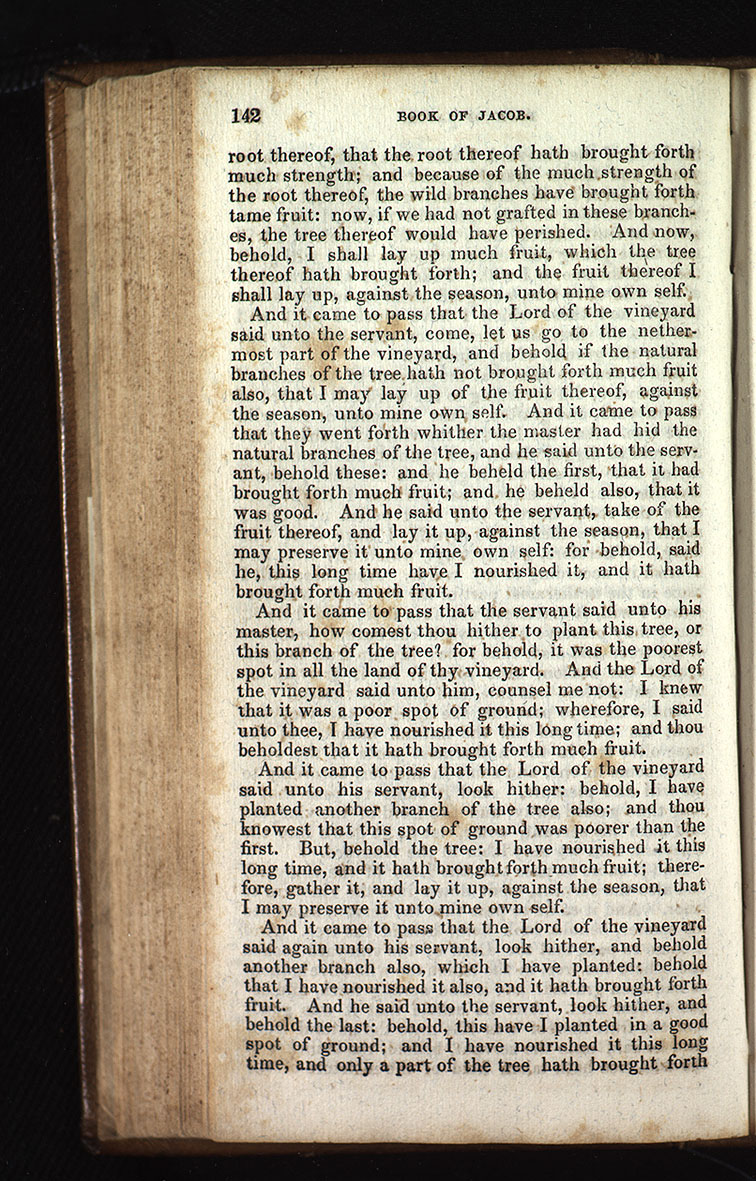 142 BOOK OF JACOB.
root thereof, that the root thereof hath brought forth
much strength; and because of the much strength of
the root thereof, the wild branches have brought forth
tame fruit: now, if we had not grafted in these branch-
es, the tree thereof would have perished. And now,
behold, I shall lay up much fruit, which the tree
thereof hath brought forth; and the fruit thereof I
shall lay up, against the season, unto mine own self.
And it came to pass that the Lord of the vineyard
said unto the servant, come, let us go to the nether-
most part of the vineyard, and behold if the natural
branches of the tree hath not brought forth much fruit
also, that I may lay up of the fruit thereof, against
the season, unto mine own self. And it came to pass
that they went forth whither the master had hid the
natural branches of the tree, and he said unto the serv-
ant, behold these: and he beheld the first, that it had
brought forth much fruit; and he beheld also, that it
was good. And he said unto the servant, take of the
fruit thereof, and lay it up, against the season, that I
may preserve it unto mine own self: for behold, said
he, this long time have I nourished it, and it hath
brought forth much fruit.
And it came to pass that the servant said unto his
master, how comest thou hither to plant this tree, or
this branch of the tree? for behold, it was the poorest
spot in all the land of thy vineyard. And the Lord of
the vineyard said unto him, counsel me not: I knew
that it was a poor spot of ground; wherefore, I said
unto thee, I have nourished it this long time; and thou
beholdest that it hath brought forth much fruit.
And it came to pass that the Lord of the vineyard
said unto his servant, look hither: behold, I have
planted another branch of the tree also; and thou
knowest that this spot of ground was poorer than the
first. But, behold the tree: I have nourished it this
long time, and it hath brought forth much fruit; there-
fore, gather it, and lay it up, against the season, that
I may preserve it unto mine own self.
And it came to pass that the Lord of the vineyard
said again unto his servant, look hither, and behold
another branch also, which I have planted: behold
that I have nourished it also, and it hath brought forth
fruit. And he said unto the servant, look hither, and
behold the last: behold, this have I planted in a good
spot of ground; and I have nourished it this long
time, and only a part of the tree hath brought forth